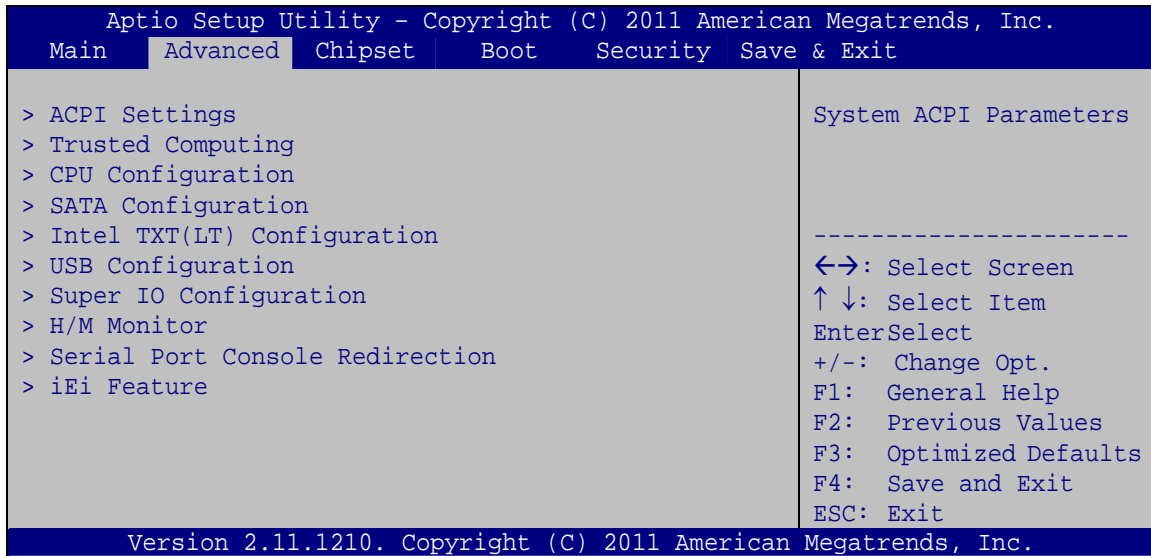 Aptio Setup Utility – Copyright (C) 2011 American Megatrends, Inc.
Main Advanced Chipset Boot Security Save & Exit
> ACPI Settings
> Trusted Computing
> CPU Configuration
> SATA Configuration
> Intel TXT(LT) Configuration
> USB Configuration
> Super IO Configuration
> H/M Monitor
> Serial Port Console Redirection
> iEi Feature
System ACPI Parameters
----------------------
←→: Select Screen
↑ ↓: Select Item
EnterSelect
+/-: Change Opt.
F1: General Help
F2: Previous Values
F3: Optimized Defaults
F4: Save and Exit
ESC: Exit
Version 2.11.1210. Copyright (C) 2011 American Megatrends, Inc.